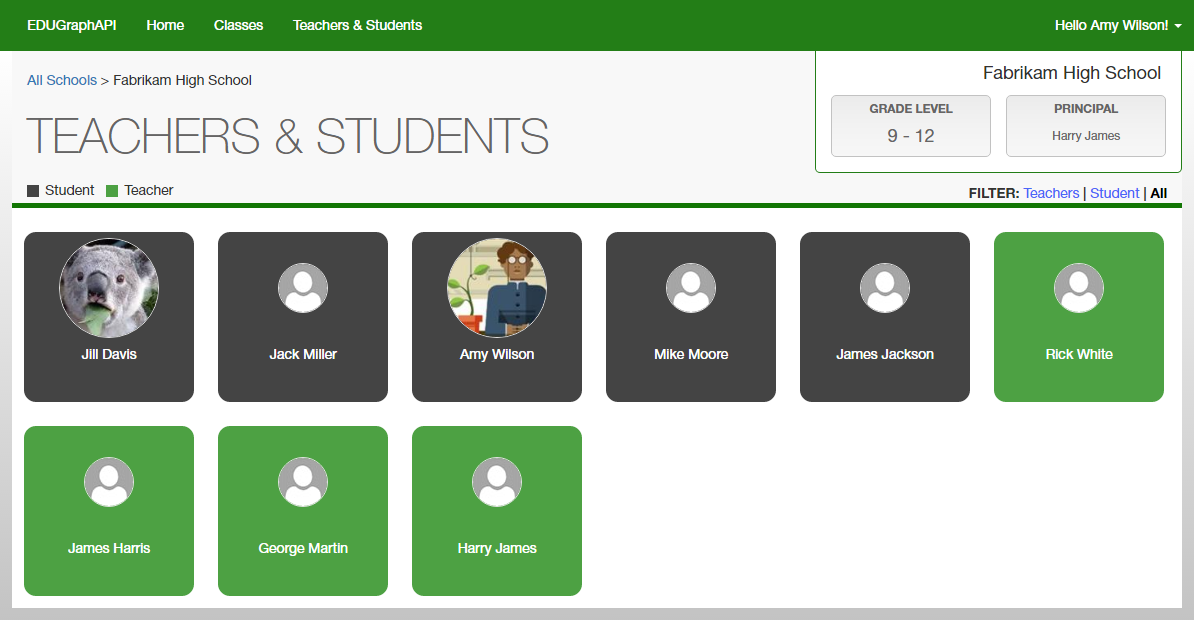 EDUGraphAPI Home Classes Teachers & Students Hello Amy Wilson!
All Schools > Fabrikam High School
Fabrikam High School
GRADE LEVEL
9 - 12
PRINCIPAL
Harry James
TEACHERS & STUDENTS
Student Teacher
FILTER: Teachers | Student | All
Jill Davis
Jack Miller
Amy Wilson
Mike Moore
James Jackson
Rick White
James Harris
George Martin
Harry James